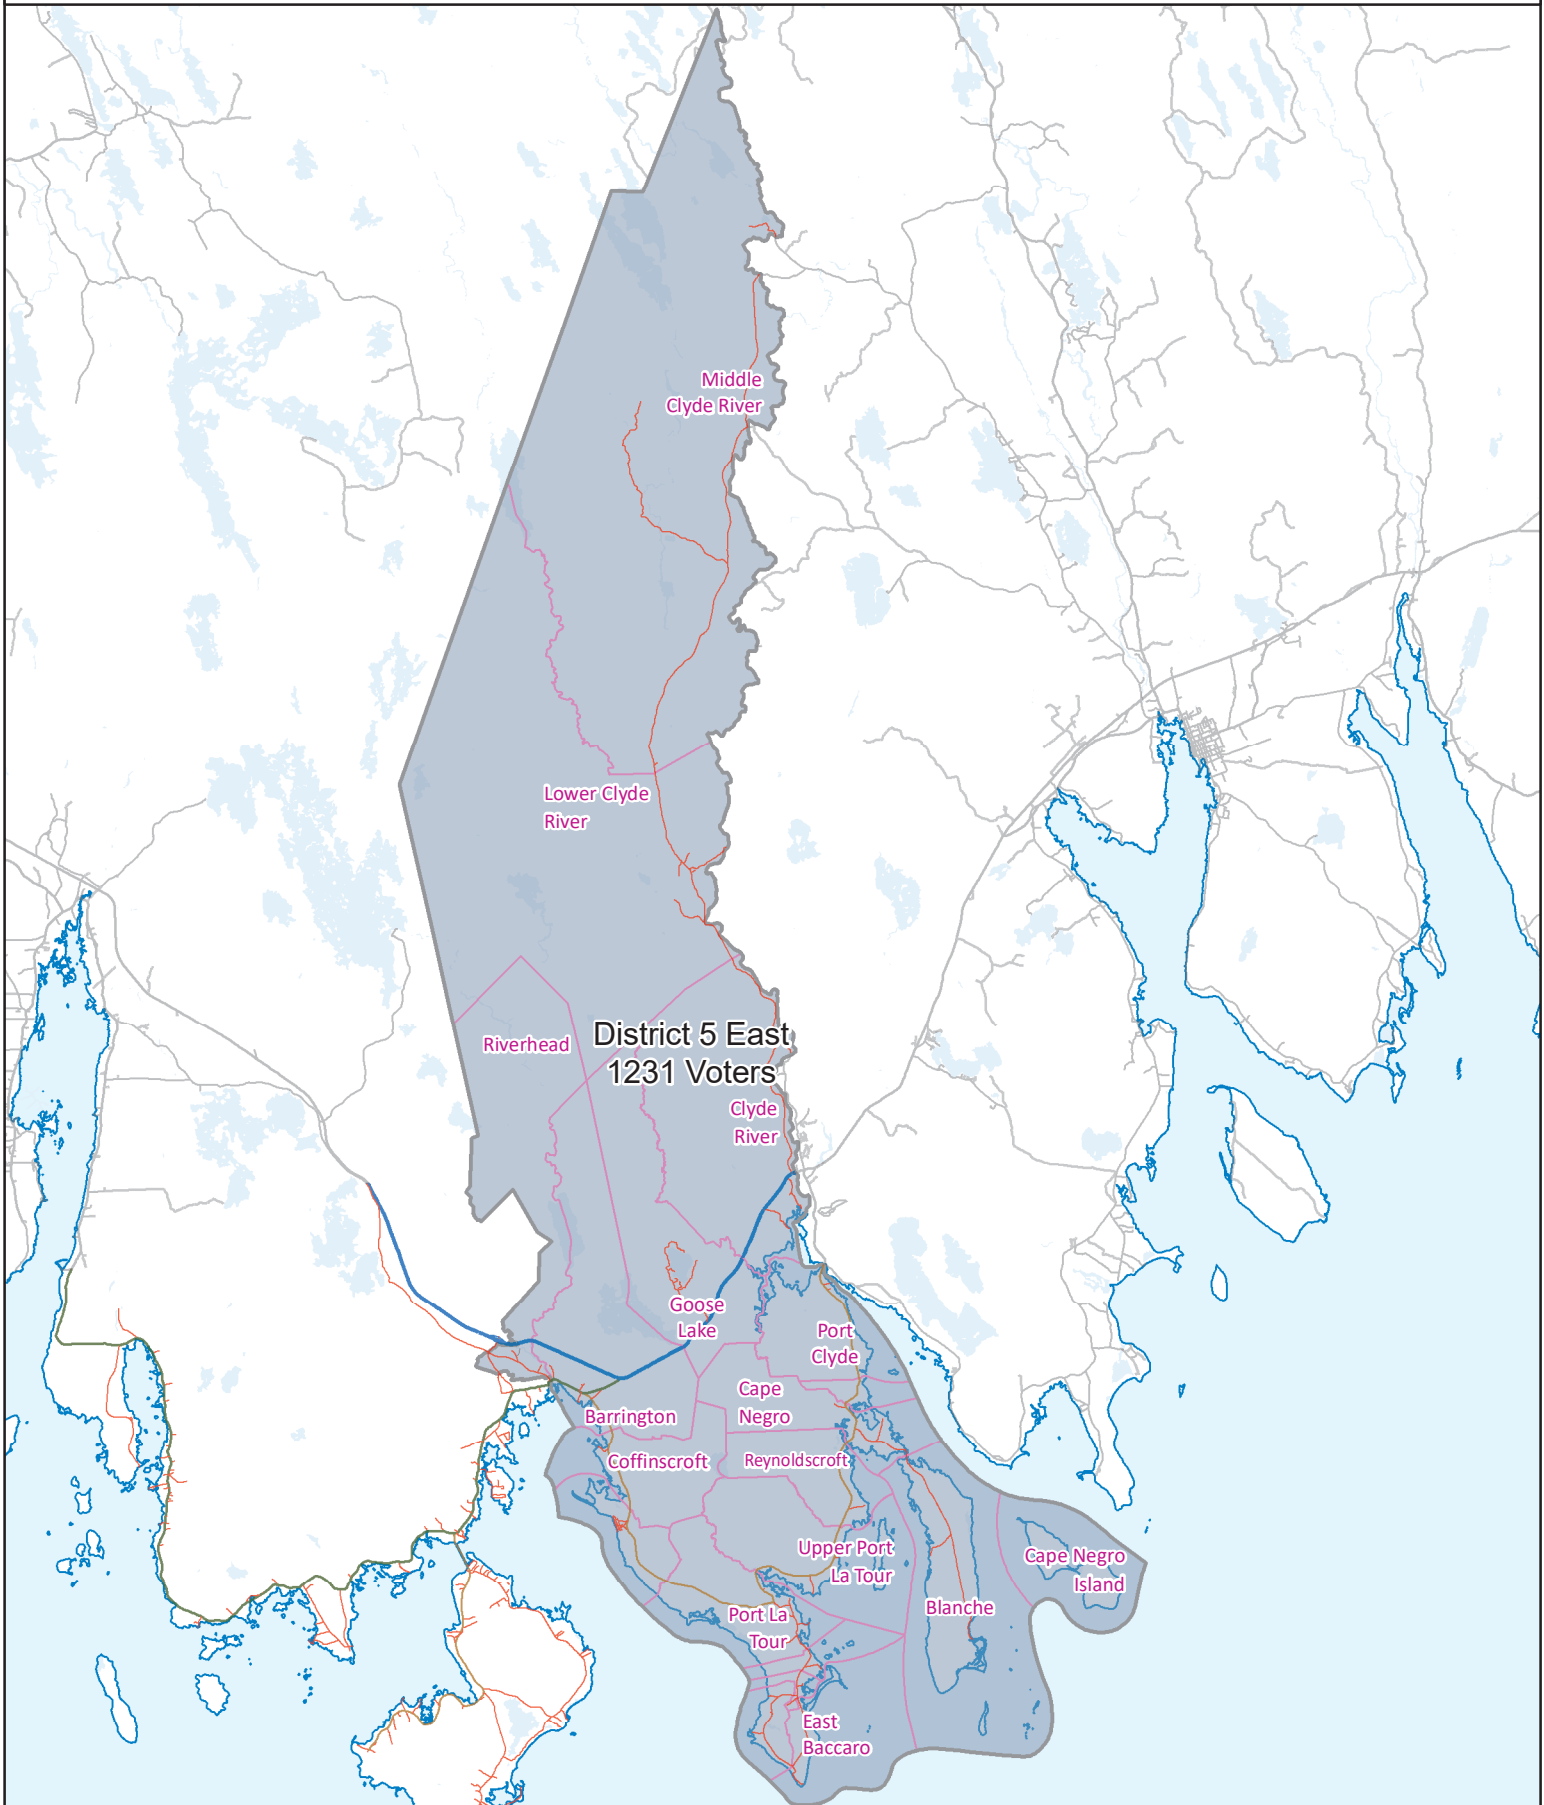 Middle
Clyde River
Lower Clyde
River
Riverhead
District 5 East
1231 Voters
Clyde
River
Goose
Lake
Port
Clyde
Cape
Negro
Barrington
Coffinscroft
Reynoldscroft
Upper Port
La Tour
Cape Negro
Island
Blanche
Port La
Tour
East
Baccaro